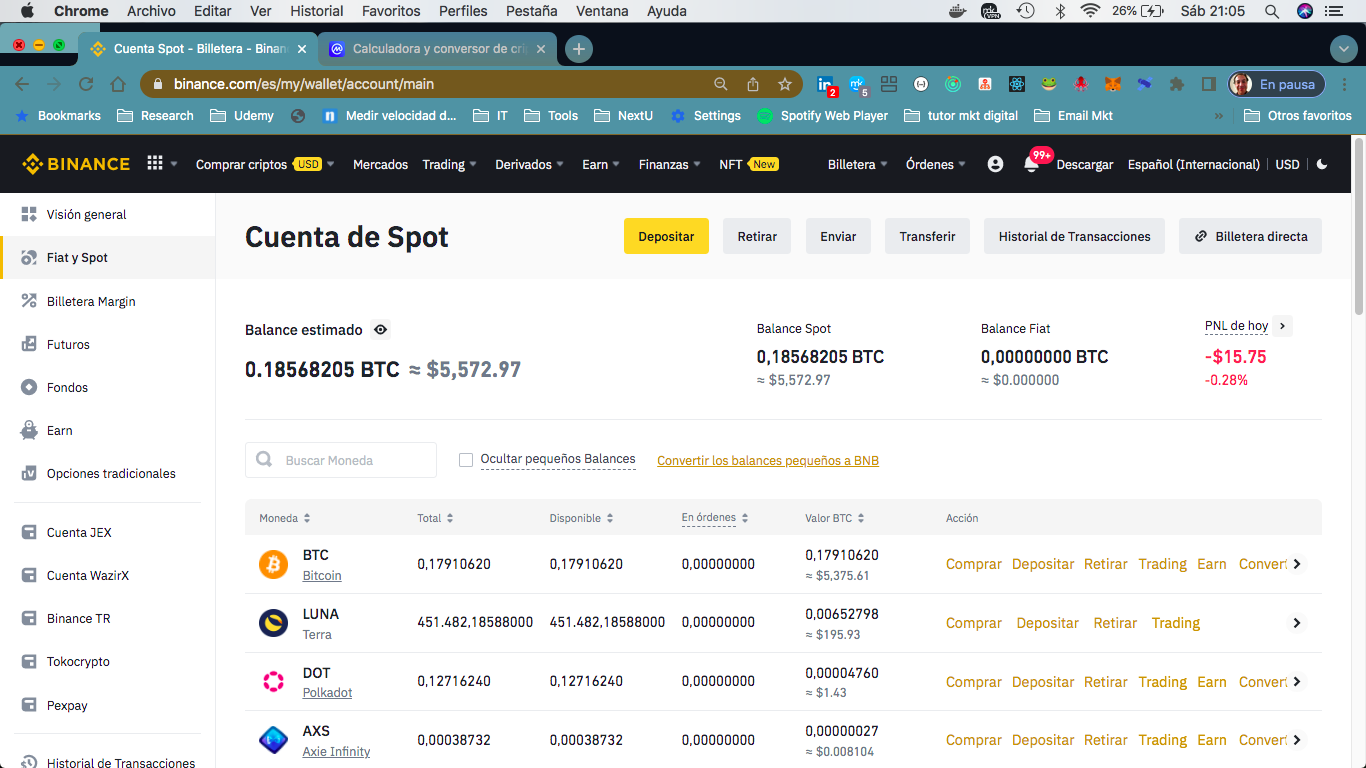 Chrome Archivo Editar Ver Historial Favoritos Perfiles Pestaña Ventana Ayuda 26% Sáb 21:05
Cuenta Spot - Billetera - Binan Calculadora y conversor de cri
binance.com/es/my/wallet/account/main 2 5 En pausa
Bookmarks Research Udemy Medir velocidad d... IT Tools NextU Settings Spotify Web Player tutor mkt digital Email Mkt » Otros favoritos
BINANCE Comprar criptos USD Mercados Trading Derivados Earn Finanzas NFT New Billetera Órdenes 99+ Descargar Español (Internacional) USD
Visión general
Fiat y Spot
Billetera Margin
Futuros
Fondos
Earn
Opciones tradicionales
Cuenta JEX
Cuenta WazirX
Binance TR
Tokocrypto
Pexpay
Historial de Transacciones
Cuenta de Spot
Depositar Retirar Enviar Transferir Historial de Transacciones Billetera directa
Balance estimado
0.18568205 BTC ≈ $5,572.97
Balance Spot
0,18568205 BTC
≈ $5,572.97
Balance Fiat
0,00000000 BTC
≈ $0.000000
PNL de hoy
-$15.75
-0.28%
Buscar Moneda Ocultar pequeños Balances Convertir los balances pequeños a BNB
Moneda Total Disponible En órdenes Valor BTC Acción
BTC
Bitcoin
0,17910620 0,17910620 0,00000000
0,17910620
≈ $5,375.61
Comprar Depositar Retirar Trading Earn Conver
LUNA
Terra
451.482,18588000 451.482,18588000 0,00000000
0,00652798
≈ $195.93
Comprar Depositar Retirar Trading
DOT
Polkadot
0,12716240 0,12716240 0,00000000
0,00004760
≈ $1.43
Comprar Depositar Retirar Trading Earn Conver
AXS
Axie Infinity
0,00038732 0,00038732 0,00000000
0,00000027
≈ $0.008104
Comprar Depositar Retirar Trading Earn Conver